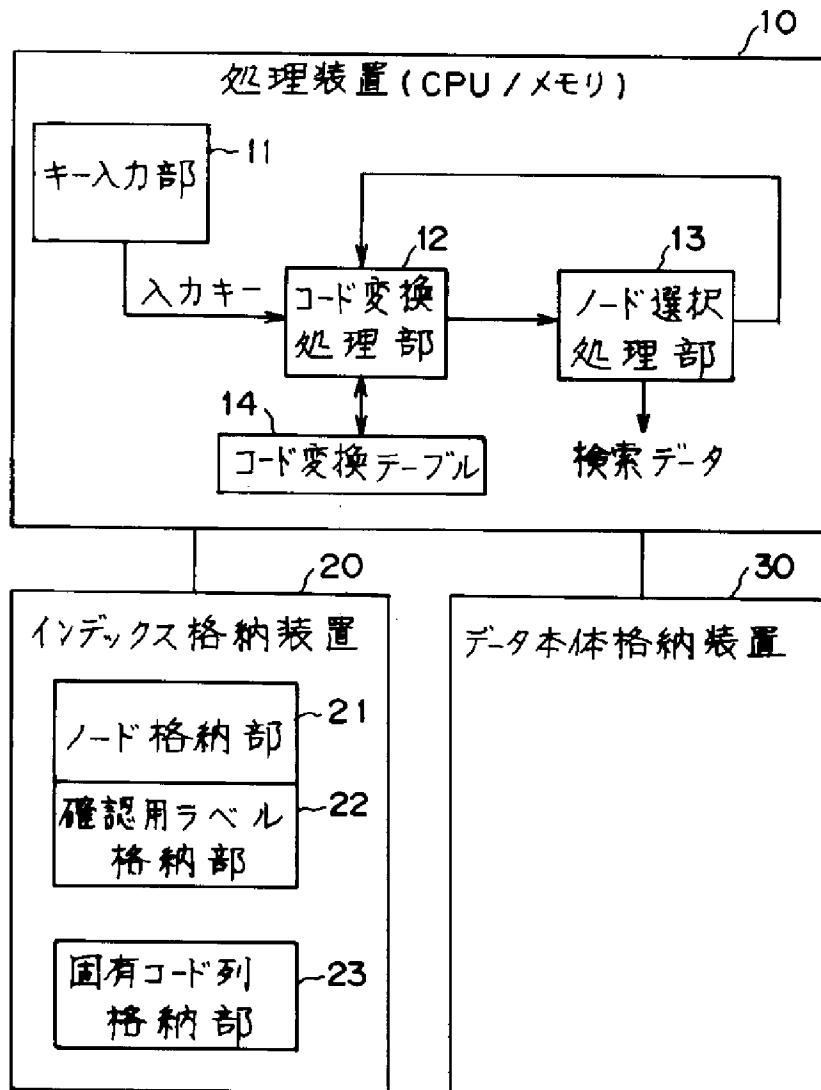 10
処理装置(CPU/メモリ)
キー入力部
11
入力キー
12
コード変換
処理部
13
ノード選択
処理部
14
コード変換テーブル
検索データ
20
インデックス格納装置
ノード格納部
21
確認用ラベル
格納部
22
固有コード列
格納部
23
30
データ本体格納装置